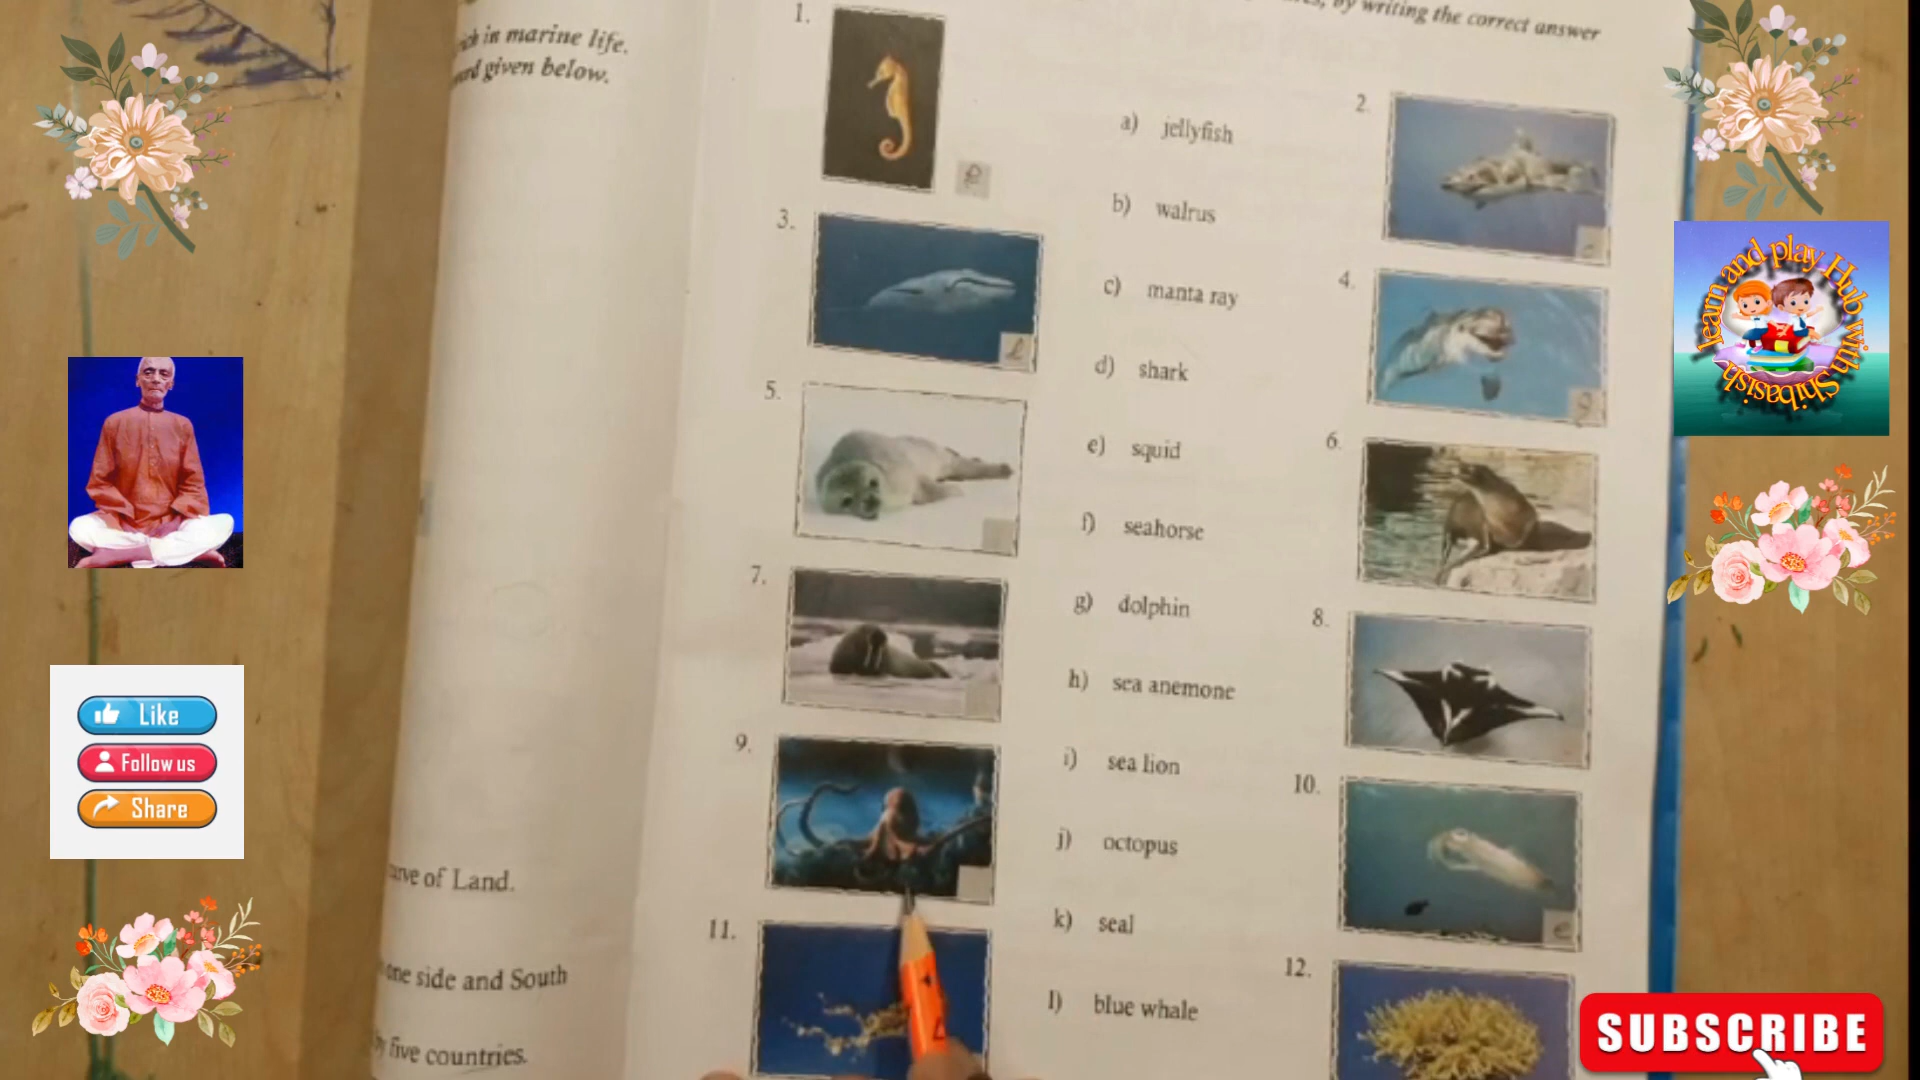 in marine life.
given below.
of Land.
one side and South
five countries.
by writing the correct answer
1.
f
2.
3.
l
4.
g
5.
6.
7.
8.
9.
10.
e
11.
12.
a) jellyfish
b) walrus
c) manta ray
d) shark
e) squid
f) seahorse
g) dolphin
h) sea anemone
i) sea lion
j) octopus
k) seal
l) blue whale
learn and play Hub with Shibasish
Like
Follow us
Share
SUBSCRIBE